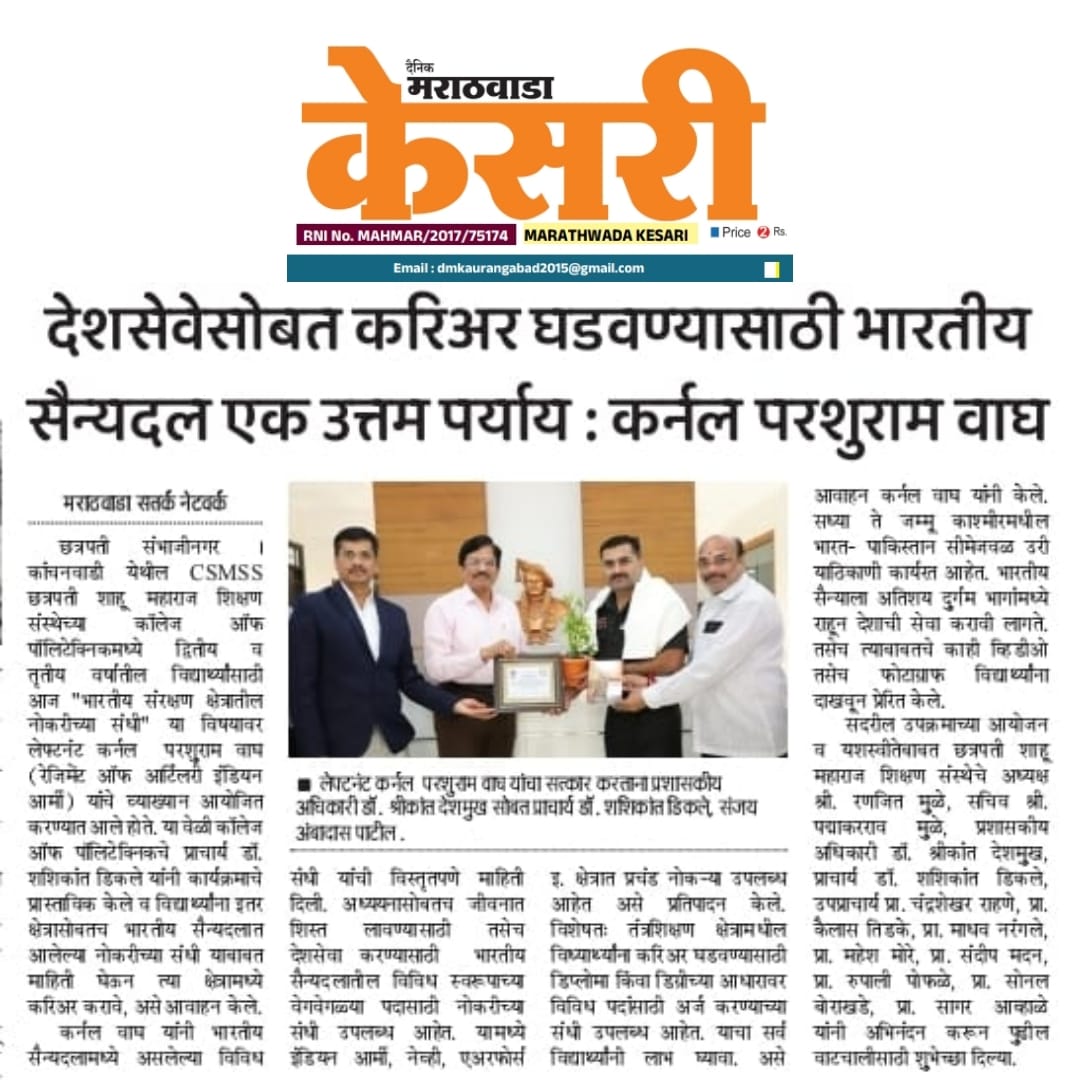 दैनिक
मराठवाडा
केसरी
RNI No. MAHMAR/2017/75174 MARATHWADA KESARI Price 2 Rs.
Email : dmkaurangabad2015@gmail.com
देशसेवेसोबत करिअर घडवण्यासाठी भारतीय
सैन्यदल एक उत्तम पर्याय : कर्नल परशुराम वाघ
मराठवाडा सतर्क नेटवर्क
छत्रपती संभाजीनगर ।
कांचनवाडी येथील CSMSS
छत्रपती शाहू महाराज शिक्षण
संस्थेच्या कॉलेज ऑफ
पॉलिटेक्निकमध्ये द्वितीय व
तृतीय वर्षातील विद्यार्थ्यांसाठी
आज "भारतीय संरक्षण क्षेत्रातील
नोकरीच्या संधी" या विषयावर
लेफ्टनंट कर्नल परशुराम वाघ
(रेजिमेंट ऑफ आर्टिलरी इंडियन
आर्मी) यांचे व्याख्यान आयोजित
करण्यात आले होते. या वेळी कॉलेज
ऑफ पॉलिटेक्निकचे प्राचार्य डॉ.
शशिकांत डिकले यांनी कार्यक्रमाचे
प्रास्ताविक केले व विद्यार्थ्यांना इतर
क्षेत्रासोबतच भारतीय सैन्यदलात
आलेल्या नोकरीच्या संधी याबाबत
माहिती घेऊन त्या क्षेत्रामध्ये
करिअर करावे, असे आवाहन केले.
कर्नल वाघ यांनी भारतीय
सैन्यदलामध्ये असलेल्या विविध
■ लेफ्टनंट कर्नल परशुराम वाघ यांचा सत्कार करताना प्रशासकीय
अधिकारी डॉ. श्रीकांत देशमुख सोबत प्राचार्य डॉ. शशिकांत डिकले, संजय
अंबादास पाटील .
संधी यांची विस्तृतपणे माहिती
दिली. अध्ययनासोबतच जीवनात
शिस्त लावण्यासाठी तसेच
देशसेवा करण्यासाठी भारतीय
सैन्यदलातील विविध स्वरूपाच्या
वेगवेगळ्या पदासाठी नोकरीच्या
संधी उपलब्ध आहेत. यामध्ये
इंडियन आर्मी, नेव्ही, एअरफोर्स
इ. क्षेत्रात प्रचंड नोकऱ्या उपलब्ध
आहेत असे प्रतिपादन केले.
विशेषतः तंत्रशिक्षण क्षेत्रामधील
विध्यार्थ्यांना करिअर घडवण्यासाठी
डिप्लोमा किंवा डिग्रीच्या आधारावर
विविध पदांसाठी अर्ज करण्याच्या
संधी उपलब्ध आहेत. याचा सर्व
विद्यार्थ्यांनी लाभ घ्यावा. असे
आवाहन कर्नल वाघ यांनी केले.
सध्या ते जम्मू काश्मीरमधील
भारत- पाकिस्तान सीमेजवळ उरी
याठिकाणी कार्यरत आहेत. भारतीय
सैन्याला अतिशय दुर्गम भागांमध्ये
राहून देशाची सेवा करावी लागते.
तसेच त्याबाबतचे काही व्हिडीओ
तसेच फोटोग्राफ विद्यार्थ्यांना
दाखवून प्रेरित केले.
सदरील उपक्रमाच्या आयोजन
व यशस्वीतेबाबत छत्रपती शाहू
महाराज शिक्षण संस्थेचे अध्यक्ष
श्री. रणजित मुळे, सचिव श्री.
पद्माकरराव मुळे, प्रशासकीय
अधिकारी डॉ. श्रीकांत देशमुख,
प्राचार्य डॉ. शशिकांत डिकले,
उपप्राचार्य प्रा. चंद्रशेखर राहणे, प्रा.
कैलास तिडके, प्रा. माधव नरंगले,
प्रा. महेश मोरे, प्रा. संदीप मदन,
प्रा. रुपाली पोफळे, प्रा. सोनल
बोराखडे, प्रा. सागर आव्हाळे
यांनी अभिनंदन करून पुढील
वाटचालीसाठी शुभेच्छा दिल्या.